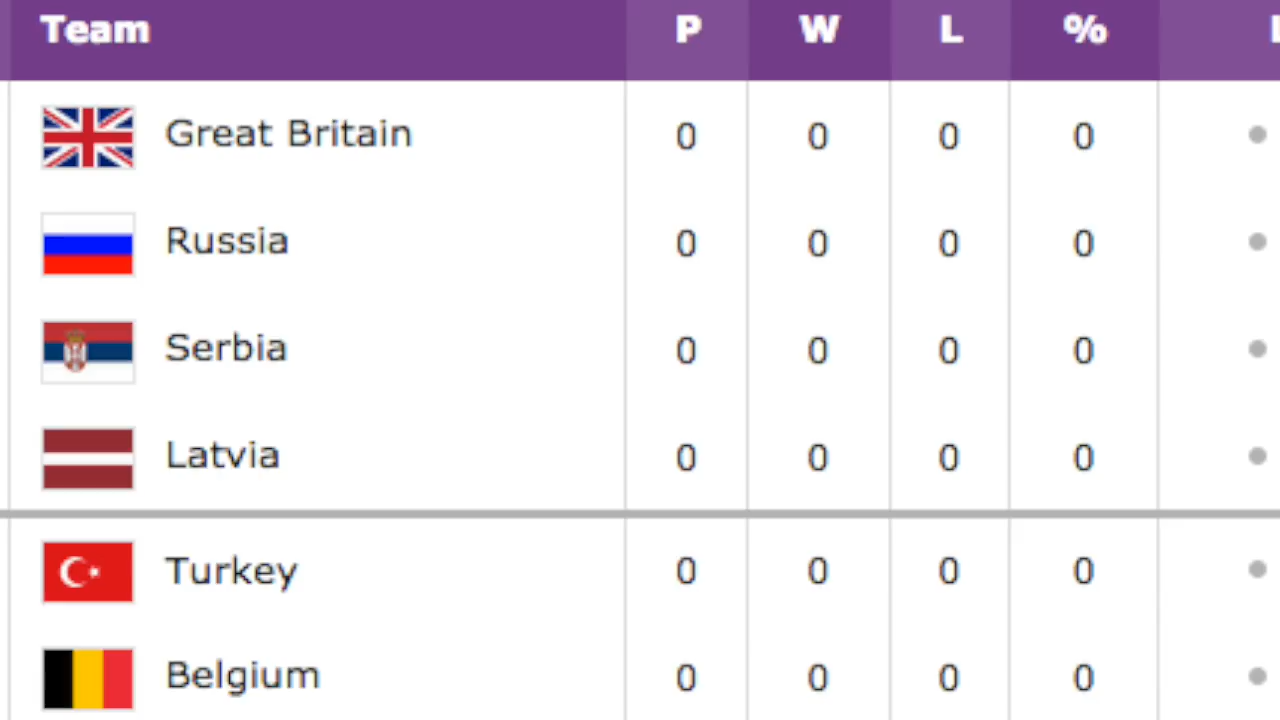 Team P W L %
Great Britain 0 0 0 0
Russia 0 0 0 0
Serbia 0 0 0 0
Latvia 0 0 0 0
Turkey 0 0 0 0
Belgium 0 0 0 0